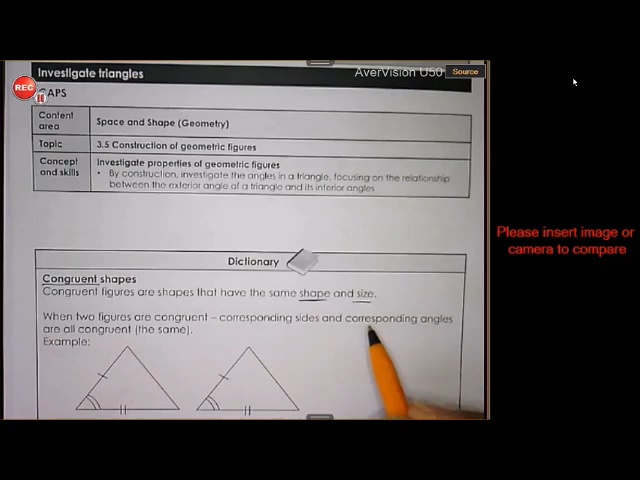 AverVision U50 Source
Investigate triangles
REC
CAPS
Content area
Space and Shape (Geometry)
Topic
3.5 Construction of geometric figures
Concept and skills
Investigate properties of geometric figures
• By construction, investigate the angles in a triangle, focusing on the relationship
between the exterior angle of a triangle and its interior angles
Please insert image or
camera to compare
Dictionary
Congruent shapes
Congruent figures are shapes that have the same shape and size.
When two figures are congruent – corresponding sides and corresponding angles
are all congruent (the same).
Example: